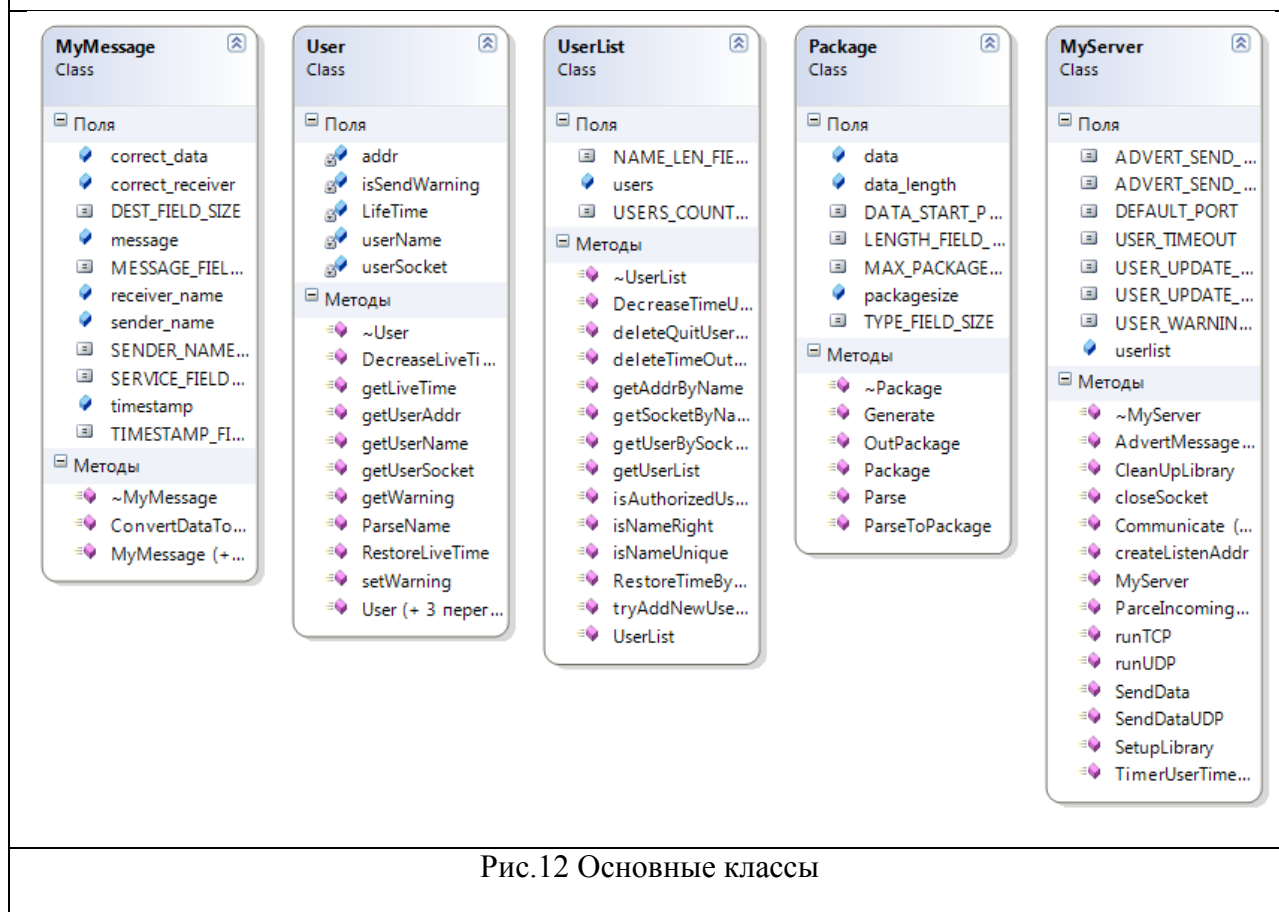 MyMessage
Class
Поля
correct_data
correct_receiver
DEST_FIELD_SIZE
message
MESSAGE_FIEL...
receiver_name
sender_name
SENDER_NAME...
SERVICE_FIELD...
timestamp
TIMESTAMP_FI...
Методы
~MyMessage
ConvertDataTo...
MyMessage (+...
User
Class
Поля
addr
isSendWarning
LifeTime
userName
userSocket
Методы
~User
DecreaseLiveTi...
getLiveTime
getUserAddr
getUserName
getUserSocket
getWarning
ParseName
RestoreLiveTime
setWarning
User (+ 3 перег...
UserList
Class
Поля
NAME_LEN_FIE...
users
USERS_COUNT...
Методы
~UserList
DecreaseTimeU...
deleteQuitUser...
deleteTimeOut...
getAddrByName
getSocketByNa...
getUserBySock...
getUserList
isAuthorizedUs...
isNameRight
isNameUnique
RestoreTimeBy...
tryAddNewUse...
UserList
Package
Class
Поля
data
data_length
DATA_START_P...
LENGTH_FIELD_...
MAX_PACKAGE...
packagesize
TYPE_FIELD_SIZE
Методы
~Package
Generate
OutPackage
Package
Parse
ParseToPackage
MyServer
Class
Поля
ADVERT_SEND_...
ADVERT_SEND_...
DEFAULT_PORT
USER_TIMEOUT
USER_UPDATE_...
USER_UPDATE_...
USER_WARNIN...
userlist
Методы
~MyServer
AdvertMessage...
CleanUpLibrary
closeSocket
Communicate (...
createListenAddr
MyServer
ParceIncoming...
runTCP
runUDP
SendData
SendDataUDP
SetupLibrary
TimerUserTime...
Рис.12 Основные классы